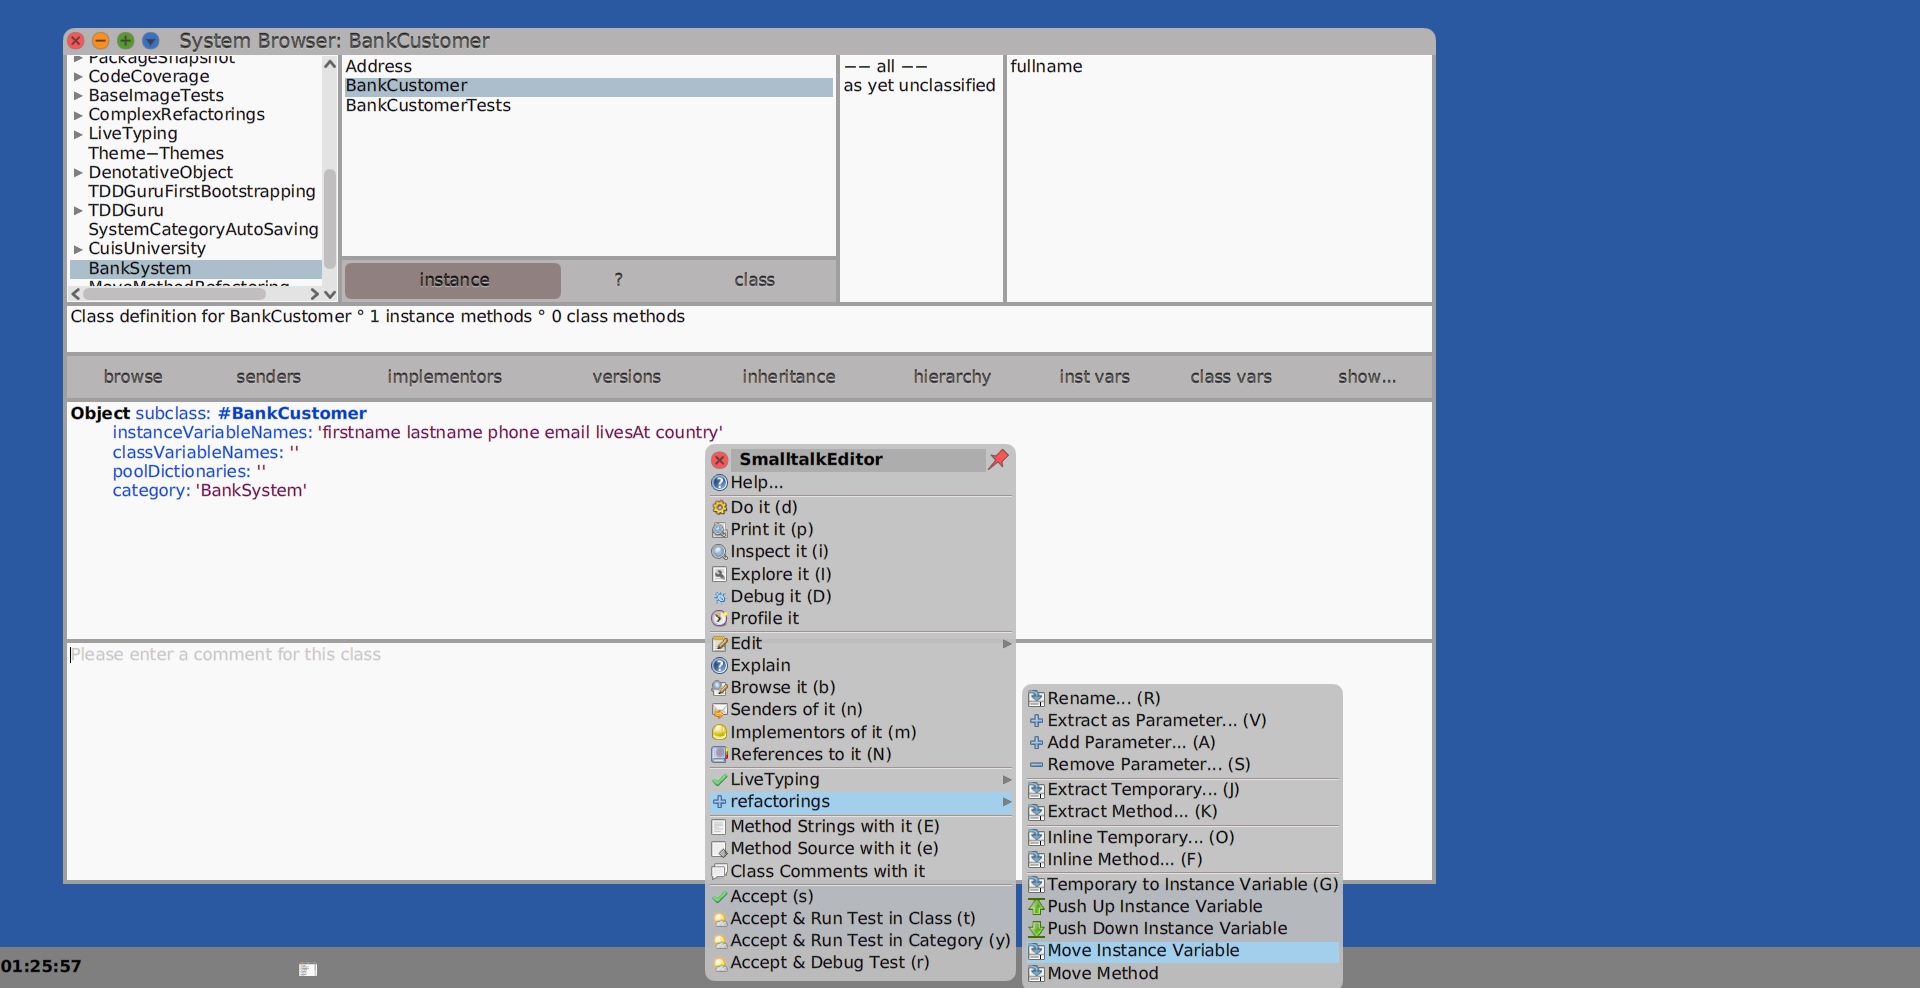 System Browser: BankCustomer
PackageSnapshot
CodeCoverage
BaseImageTests
ComplexRefactorings
LiveTyping
Theme−Themes
DenotativeObject
TDDGuruFirstBootstrapping
TDDGuru
SystemCategoryAutoSaving
CuisUniversity
BankSystem
MoveMethodRefactoring
Address
BankCustomer
BankCustomerTests
instance ? class
−− all −−
as yet unclassified
fullname
Class definition for BankCustomer ° 1 instance methods ° 0 class methods
browse senders implementors versions inheritance hierarchy inst vars class vars show...
Object subclass: #BankCustomer
instanceVariableNames: 'firstname lastname phone email livesAt country'
classVariableNames: ''
poolDictionaries: ''
category: 'BankSystem'
Please enter a comment for this class
SmalltalkEditor
Help...
Do it (d)
Print it (p)
Inspect it (i)
Explore it (I)
Debug it (D)
Profile it
Edit
Explain
Browse it (b)
Senders of it (n)
Implementors of it (m)
References to it (N)
LiveTyping
refactorings
Method Strings with it (E)
Method Source with it (e)
Class Comments with it
Accept (s)
Accept & Run Test in Class (t)
Accept & Run Test in Category (y)
Accept & Debug Test (r)
Rename... (R)
Extract as Parameter... (V)
Add Parameter... (A)
Remove Parameter... (S)
Extract Temporary... (J)
Extract Method... (K)
Inline Temporary... (O)
Inline Method... (F)
Temporary to Instance Variable (G)
Push Up Instance Variable
Push Down Instance Variable
Move Instance Variable
Move Method
01:25:57